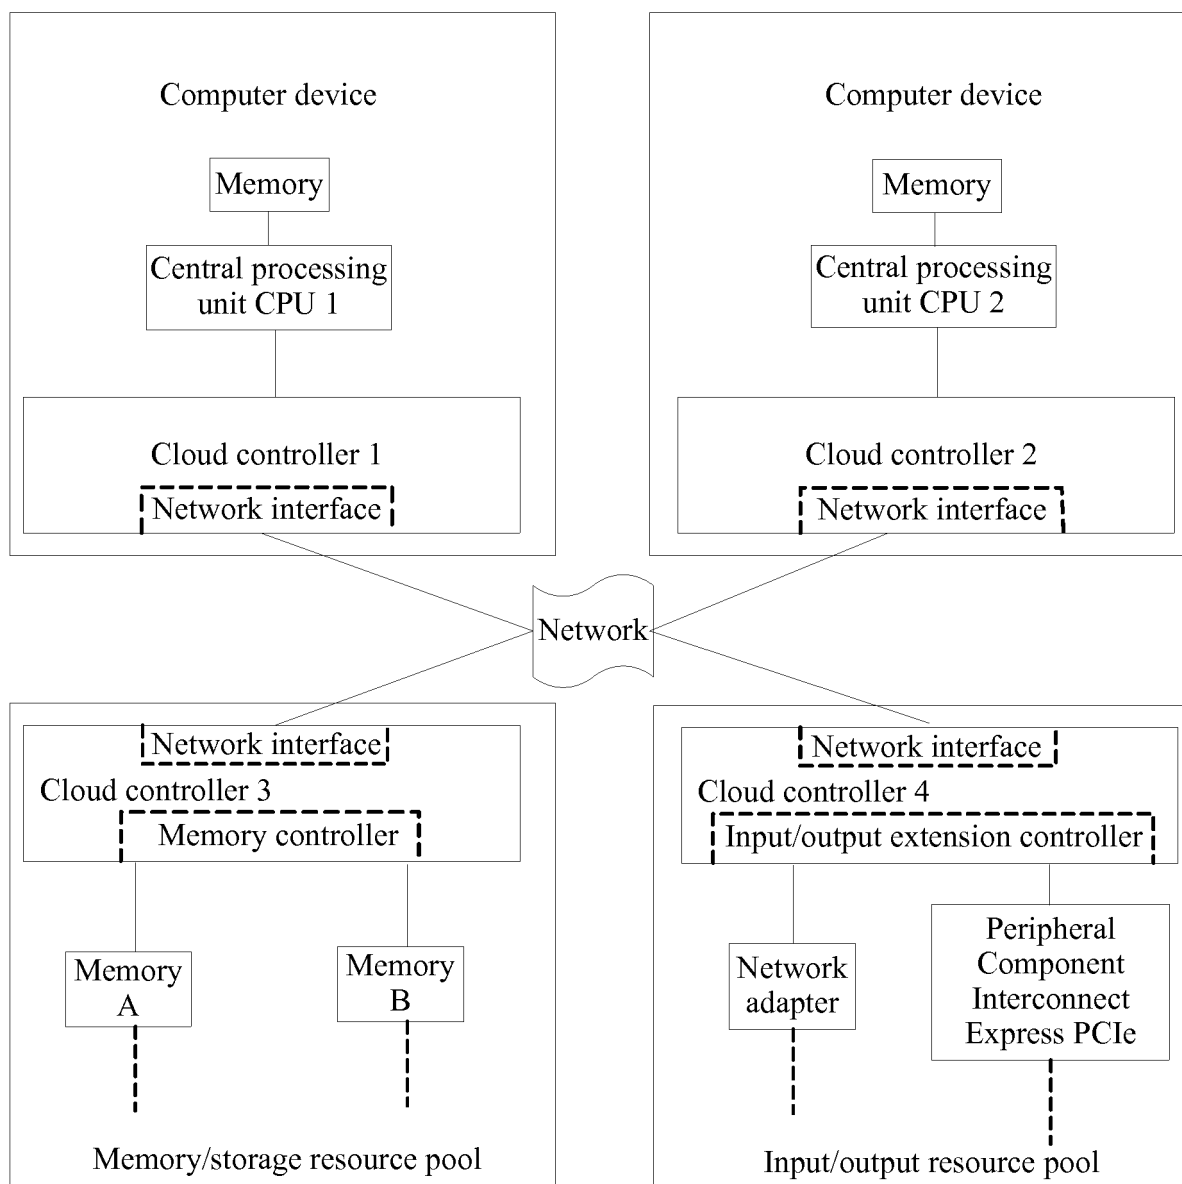 Computer device
Memory
Central processing
unit CPU 1
Cloud controller 1
Network interface
Computer device
Memory
Central processing
unit CPU 2
Cloud controller 2
Network interface
Network
Network interface
Cloud controller 3
Memory controller
Memory
A
Memory
B
Memory/storage resource pool
Network interface
Cloud controller 4
Input/output extension controller
Network
adapter
Peripheral
Component
Interconnect
Express PCIe
Input/output resource pool